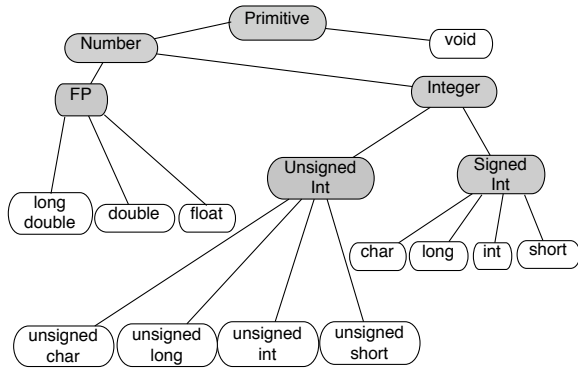 Primitive
Number
void
FP
Integer
Unsigned
Int
Signed
Int
long
double
double
float
char
long
int
short
unsigned
char
unsigned
long
unsigned
int
unsigned
short